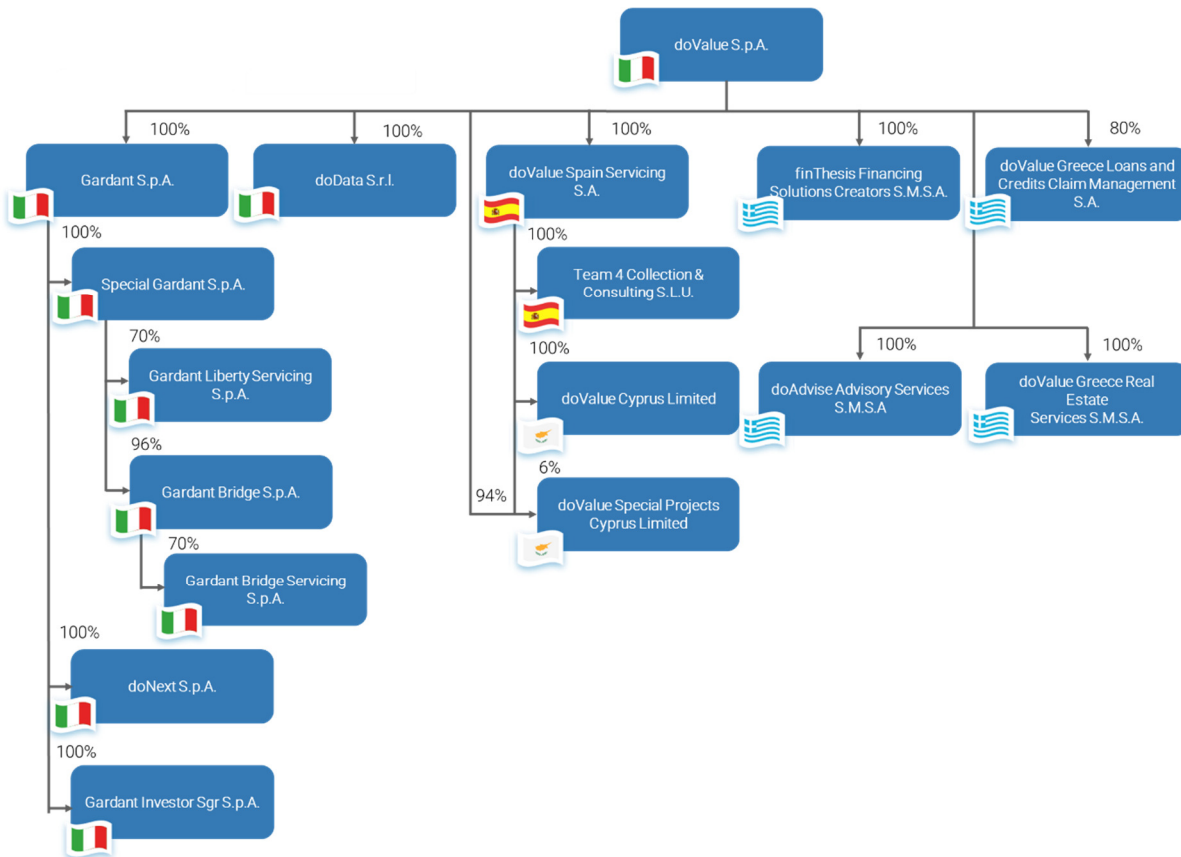 doValue S.p.A.
100%
100%
100%
100%
80%
Gardant S.p.A.
doData S.r.l.
doValue Spain Servicing
S.A.
finThesis Financing
Solutions Creators S.M.S.A.
doValue Greece Loans and
Credits Claim Management
S.A.
100%
Special Gardant S.p.A.
100%
Team 4 Collection &
Consulting S.L.U.
70%
Gardant Liberty Servicing
S.p.A.
100%
doValue Cyprus Limited
100%
doAdvise Advisory Services
S.M.S.A
100%
doValue Greece Real
Estate
Services S.M.S.A.
96%
Gardant Bridge S.p.A.
94%
6%
doValue Special Projects
Cyprus Limited
70%
Gardant Bridge Servicing
S.p.A.
100%
doNext S.p.A.
100%
Gardant Investor Sgr S.p.A.